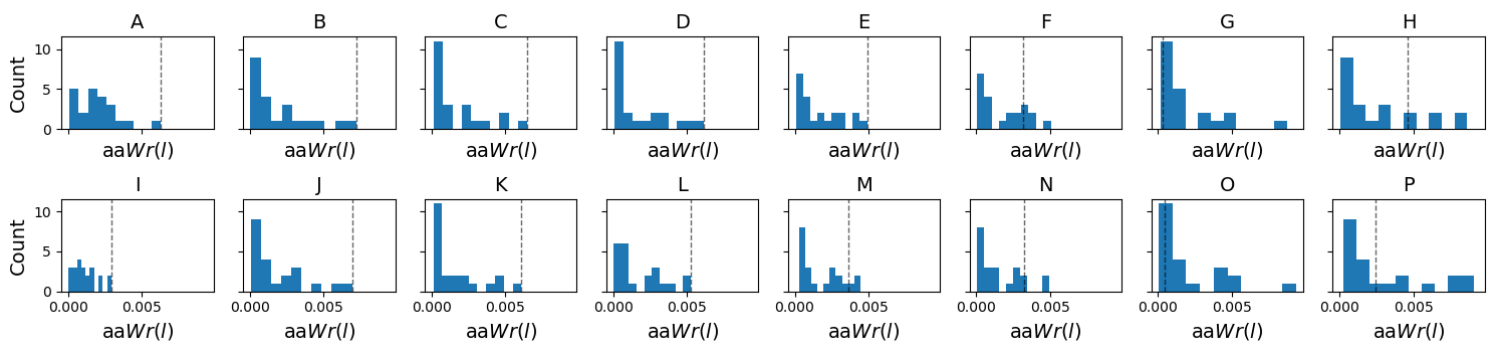 A B C D E F G H
Count
10
5
0
aaWr(l) aaWr(l) aaWr(l) aaWr(l) aaWr(l) aaWr(l) aaWr(l) aaWr(l)
I J K L M N O P
Count
10
5
0
0.000 0.005 0.000 0.005 0.000 0.005 0.000 0.005 0.000 0.005 0.000 0.005 0.000 0.005 0.000 0.005
aaWr(l) aaWr(l) aaWr(l) aaWr(l) aaWr(l) aaWr(l) aaWr(l) aaWr(l)